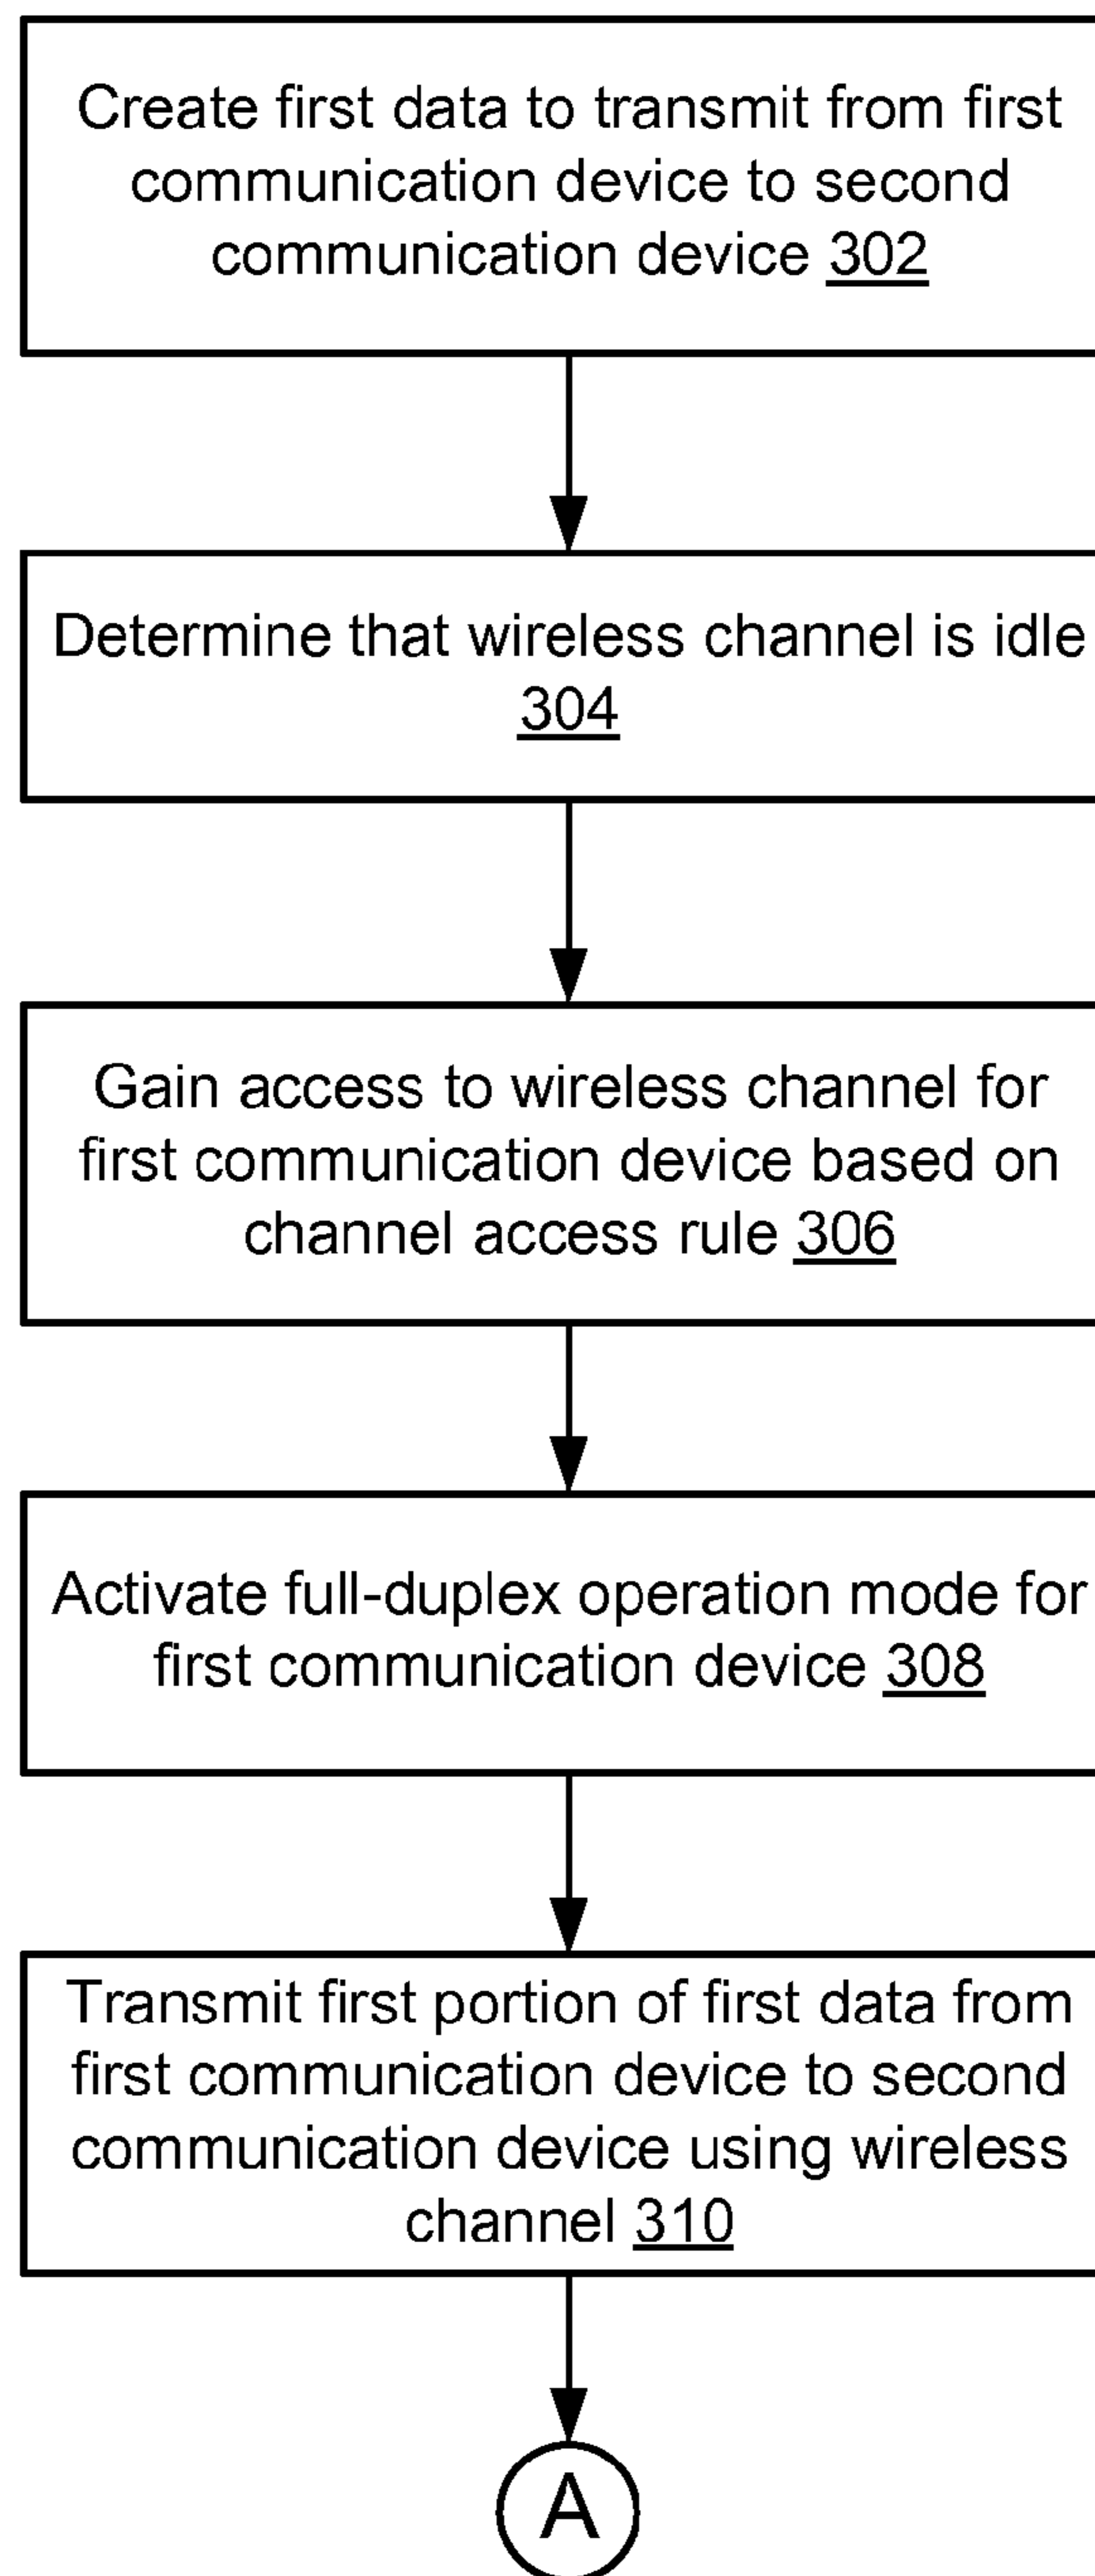 Create first data to transmit from first
communication device to second
communication device 302
Determine that wireless channel is idle
304
Gain access to wireless channel for
first communication device based on
channel access rule 306
Activate full-duplex operation mode for
first communication device 308
Transmit first portion of first data from
first communication device to second
communication device using wireless
channel 310
A